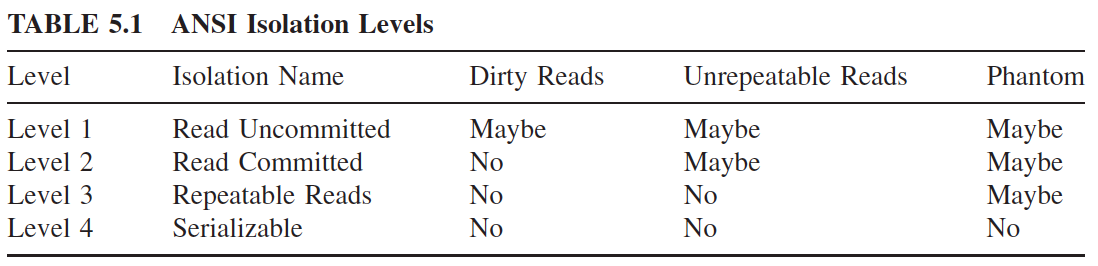 TABLE 5.1 ANSI Isolation Levels
Level Isolation Name Dirty Reads Unrepeatable Reads Phantom
Level 1 Read Uncommitted Maybe Maybe Maybe
Level 2 Read Committed No Maybe Maybe
Level 3 Repeatable Reads No No Maybe
Level 4 Serializable No No No